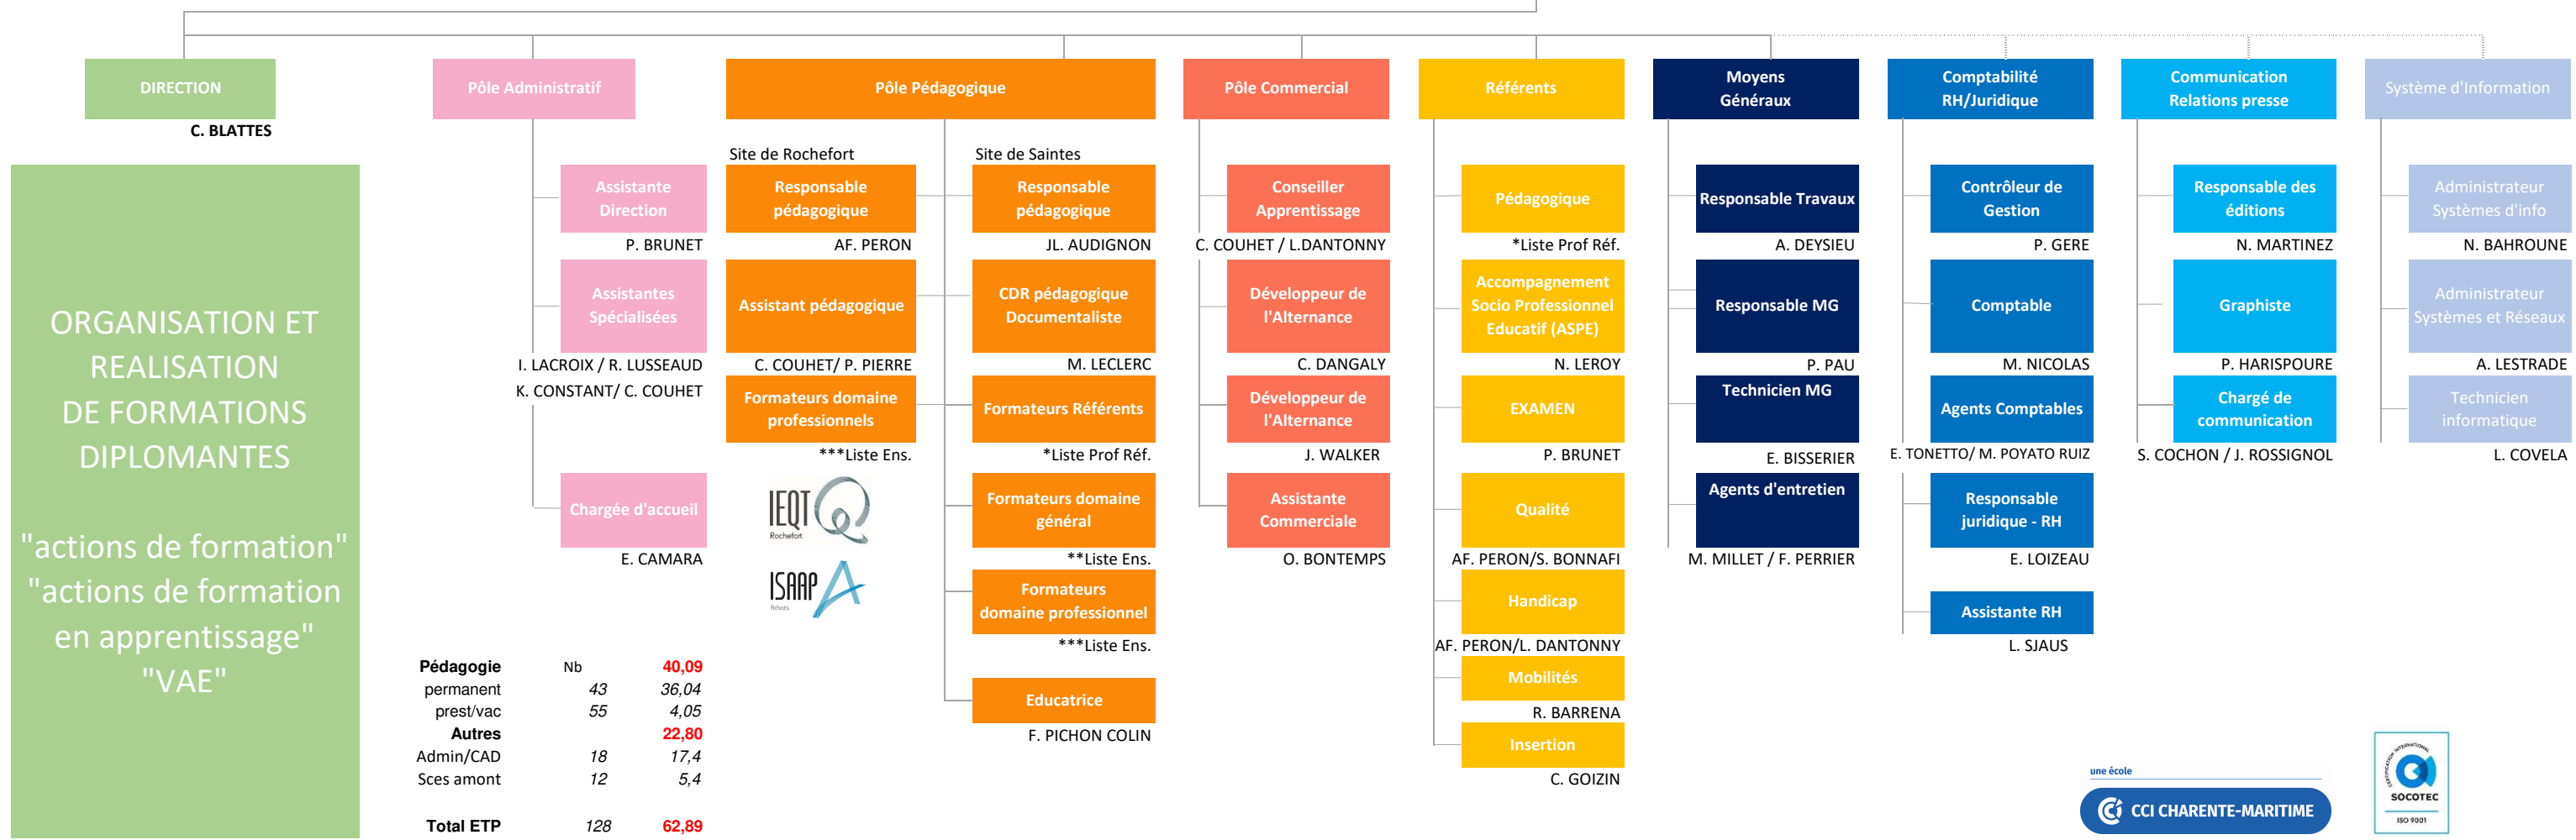 DIRECTION
C. BLATTES
ORGANISATION ET
REALISATION
DE FORMATIONS
DIPLOMANTES
"actions de formation"
"actions de formation
en apprentissage"
"VAE"
Pôle Administratif
Assistante
Direction
P. BRUNET
Assistantes
Spécialisées
I. LACROIX / R. LUSSEAUD
K. CONSTANT/ C. COUHET
Chargée d'accueil
E. CAMARA
Pôle Pédagogique
Site de Rochefort
Responsable
pédagogique
AF. PERON
Assistant pédagogique
C. COUHET/ P. PIERRE
Formateurs domaine
professionnels
***Liste Ens.
IEQT
Rochefort
ISAAP
Achats
Site de Saintes
Responsable
pédagogique
JL. AUDIGNON
CDR pédagogique
Documentaliste
M. LECLERC
Formateurs Référents
*Liste Prof Réf.
Formateurs domaine
général
**Liste Ens.
Formateurs
domaine professionnel
***Liste Ens.
Educatrice
F. PICHON COLIN
Pôle Commercial
Conseiller
Apprentissage
C. COUHET / L.DANTONNY
Développeur de
l'Alternance
C. DANGALY
Développeur de
l'Alternance
J. WALKER
Assistante
Commerciale
O. BONTEMPS
Référents
Pédagogique
*Liste Prof Réf.
Accompagnement
Socio Professionnel
Educatif (ASPE)
N. LEROY
EXAMEN
P. BRUNET
Qualité
AF. PERON/S. BONNAFI
Handicap
AF. PERON/L. DANTONNY
Mobilités
R. BARRENA
Insertion
C. GOIZIN
Moyens
Généraux
Responsable Travaux
A. DEYSIEU
Responsable MG
P. PAU
Technicien MG
E. BISSERIER
Agents d'entretien
M. MILLET / F. PERRIER
Comptabilité
RH/Juridique
Contrôleur de
Gestion
P. GERE
Comptable
M. NICOLAS
Agents Comptables
E. TONETTO/ M. POYATO RUIZ
Responsable
juridique - RH
E. LOIZEAU
Assistante RH
L. SJAUS
Communication
Relations presse
Responsable des
éditions
N. MARTINEZ
Graphiste
P. HARISPOURE
Chargé de
communication
S. COCHON / J. ROSSIGNOL
Système d'Information
Administrateur
Systèmes d'info
N. BAHROUNE
Administrateur
Systèmes et Réseaux
A. LESTRADE
Technicien
informatique
L. COVELA
Pédagogie Nb 40,09
permanent 43 36,04
prest/vac 55 4,05
Autres 22,80
Admin/CAD 18 17,4
Sces amont 12 5,4
Total ETP 128 62,89
une école
CCI CHARENTE-MARITIME
CERTIFICATION INTERNATIONAL
SOCOTEC
ISO 9001